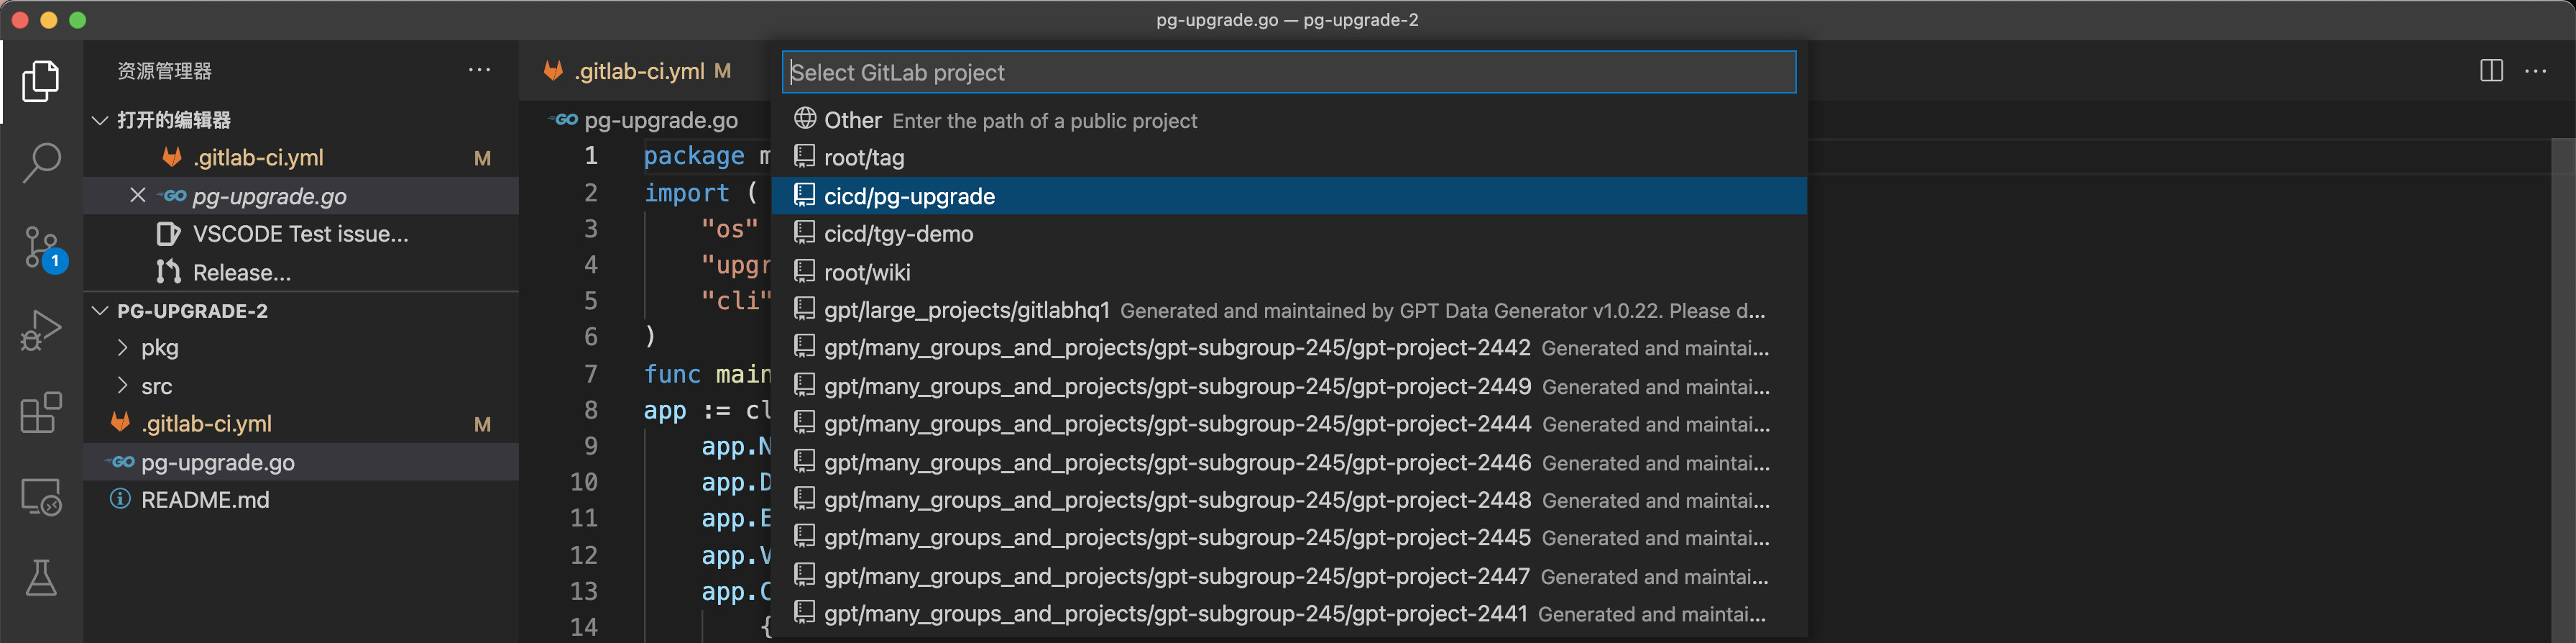 pg-upgrade.go — pg-upgrade-2
资源管理器
打开的编辑器
.gitlab-ci.yml M
pg-upgrade.go
VSCODE Test issue...
Release...
1
PG-UPGRADE-2
pkg
src
.gitlab-ci.yml M
pg-upgrade.go
README.md
.gitlab-ci.yml M
pg-upgrade.go
1 package m
2 import (
3 "os"
4 "upgr
5 "cli"
6 )
7 func main
8 app := cl
9 app.N
10 app.D
11 app.E
12 app.V
13 app.C
14 {
Select GitLab project
Other Enter the path of a public project
root/tag
cicd/pg-upgrade
cicd/tgy-demo
root/wiki
gpt/large_projects/gitlabhq1 Generated and maintained by GPT Data Generator v1.0.22. Please d...
gpt/many_groups_and_projects/gpt-subgroup-245/gpt-project-2442 Generated and maintai...
gpt/many_groups_and_projects/gpt-subgroup-245/gpt-project-2449 Generated and maintai...
gpt/many_groups_and_projects/gpt-subgroup-245/gpt-project-2444 Generated and maintai...
gpt/many_groups_and_projects/gpt-subgroup-245/gpt-project-2446 Generated and maintai...
gpt/many_groups_and_projects/gpt-subgroup-245/gpt-project-2448 Generated and maintai...
gpt/many_groups_and_projects/gpt-subgroup-245/gpt-project-2445 Generated and maintai...
gpt/many_groups_and_projects/gpt-subgroup-245/gpt-project-2447 Generated and maintai...
gpt/many_groups_and_projects/gpt-subgroup-245/gpt-project-2441 Generated and maintai...